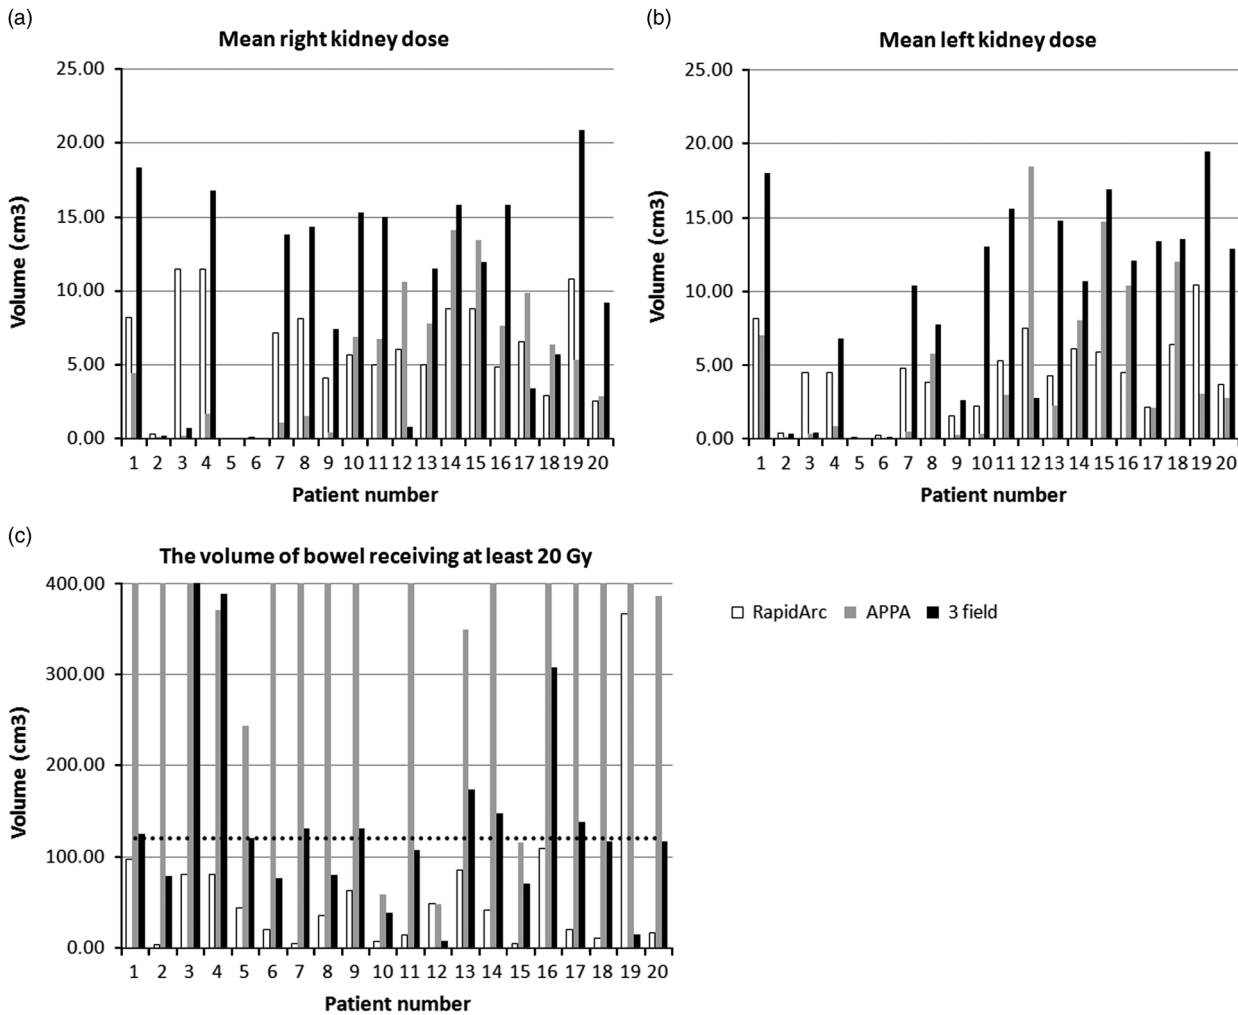 (a)
Mean right kidney dose
25.00
20.00
15.00
10.00
5.00
0.00
Volume (cm3)
1 2 3 4 5 6 7 8 9 10 11 12 13 14 15 16 17 18 19 20
Patient number
(b)
Mean left kidney dose
25.00
20.00
15.00
10.00
5.00
0.00
Volume (cm3)
1 2 3 4 5 6 7 8 9 10 11 12 13 14 15 16 17 18 19 20
Patient number
(c)
The volume of bowel receiving at least 20 Gy
400.00
300.00
200.00
100.00
0.00
Volume (cm3)
1 2 3 4 5 6 7 8 9 10 11 12 13 14 15 16 17 18 19 20
Patient number
RapidArc APPA 3 field